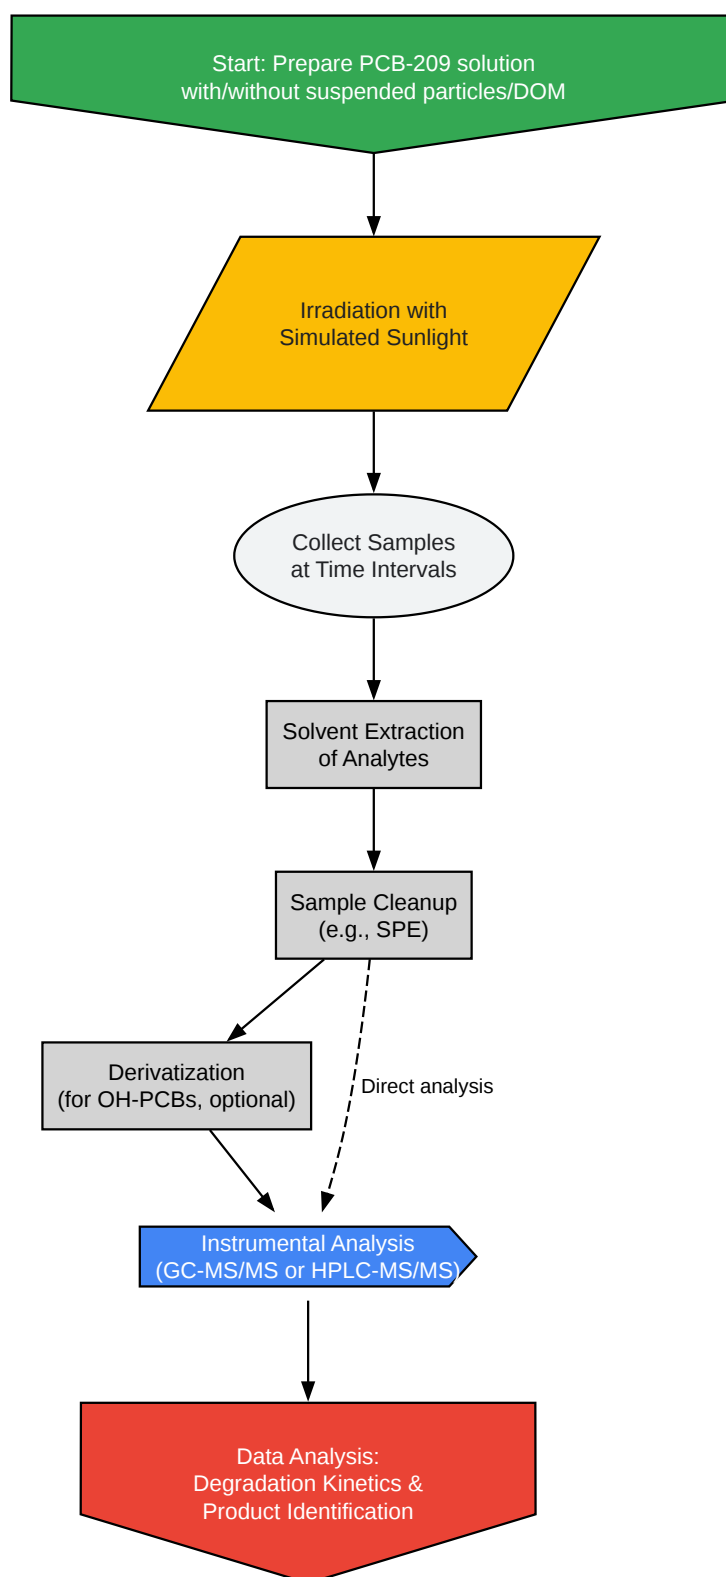 Start: Prepare PCB-209 solution
with/without suspended particles/DOM
Irradiation with
Simulated Sunlight
Collect Samples
at Time Intervals
Solvent Extraction
of Analytes
Sample Cleanup
(e.g., SPE)
Derivatization
(for OH-PCBs, optional)
Direct analysis
Instrumental Analysis
(GC-MS/MS or HPLC-MS/MS)
Data Analysis:
Degradation Kinetics &
Product Identification